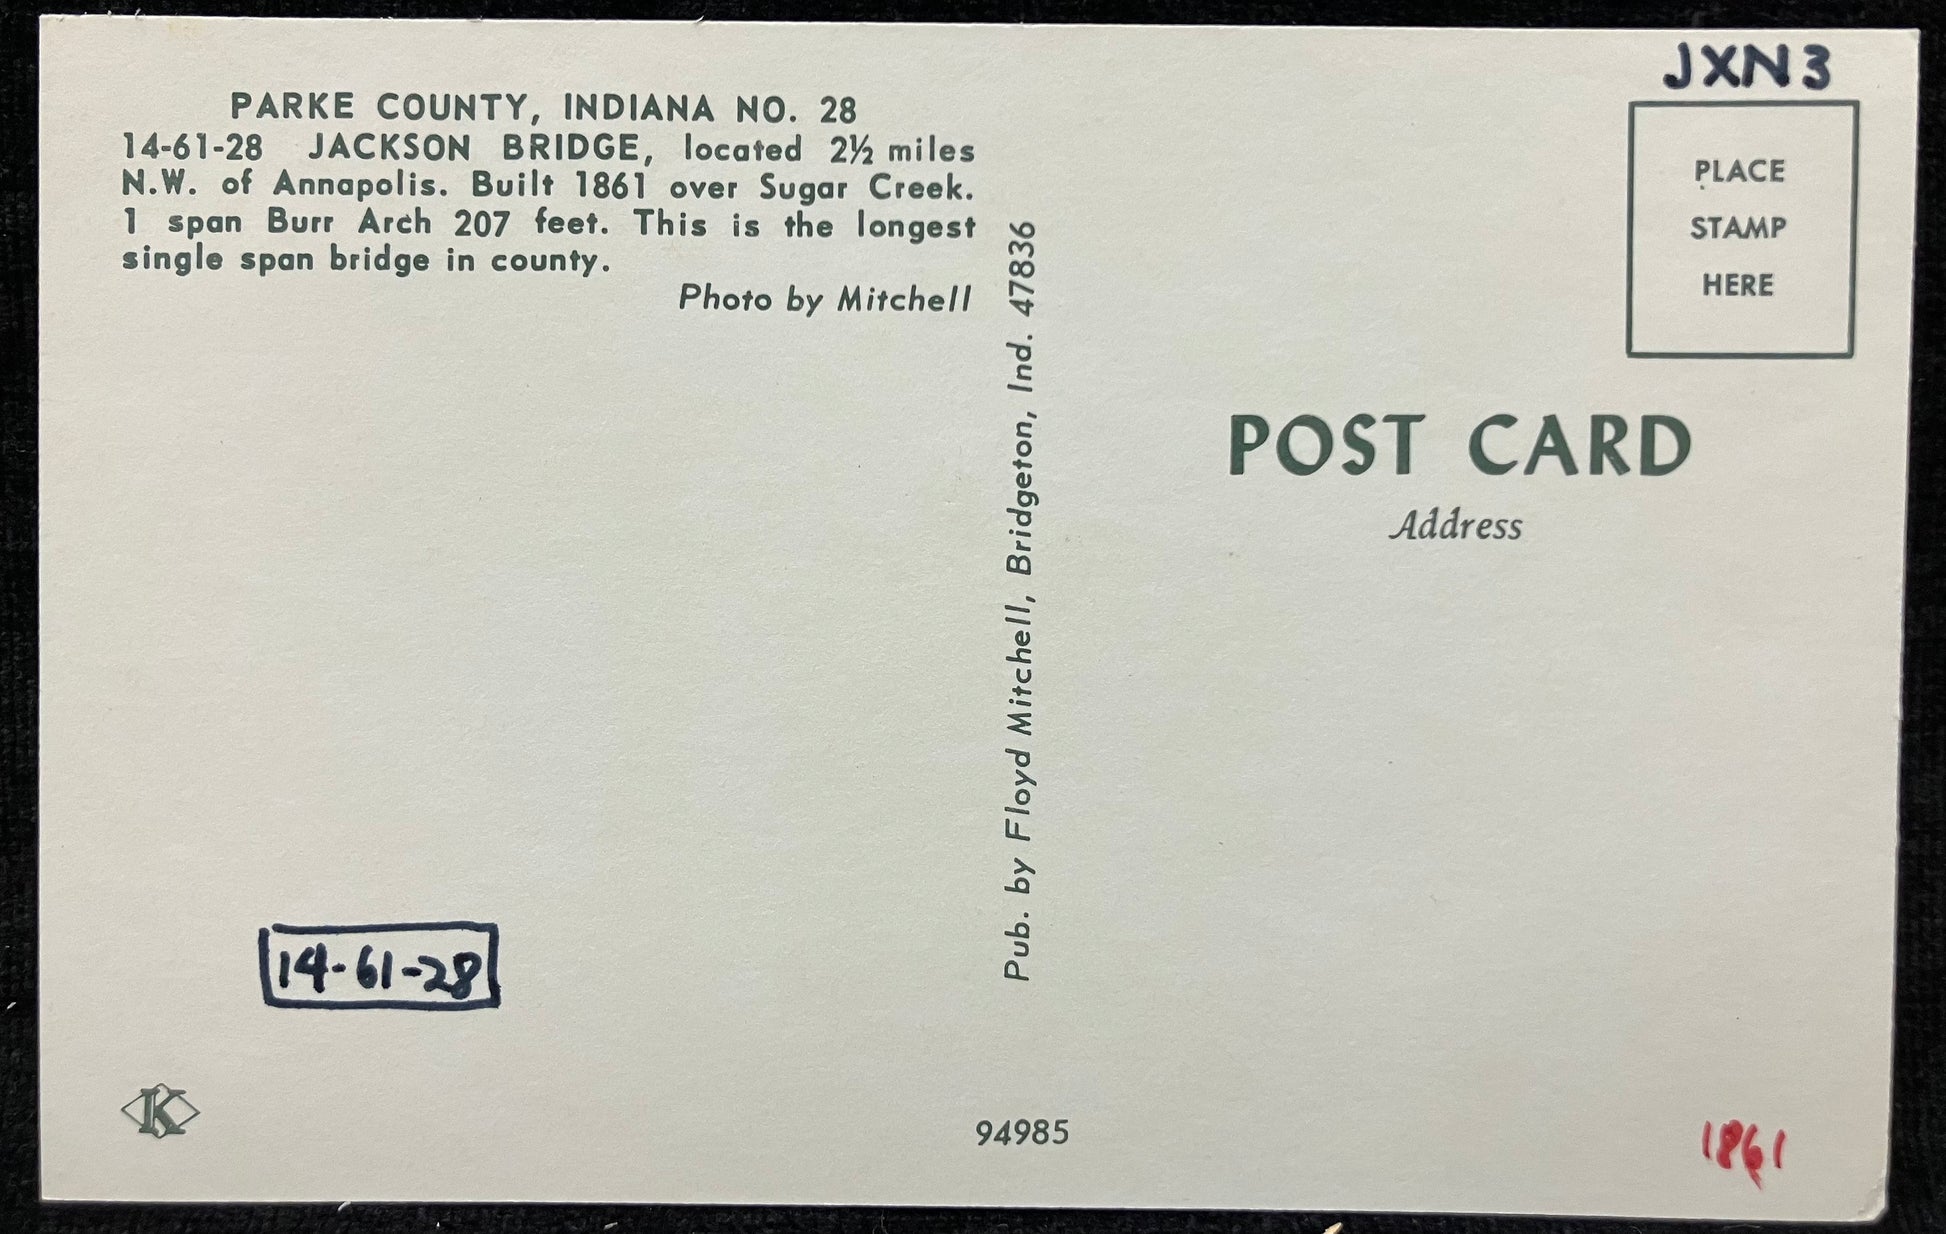 JXN3
PARKE COUNTY, INDIANA NO. 28
14-61-28 JACKSON BRIDGE, located 2½ miles
N.W. of Annapolis. Built 1861 over Sugar Creek.
1 span Burr Arch 207 feet. This is the longest
single span bridge in county.
Photo by Mitchell
Pub. by Floyd Mitchell, Bridgeton, Ind. 47836
PLACE
STAMP
HERE
POST CARD
Address
14-61-28
K
94985
1861